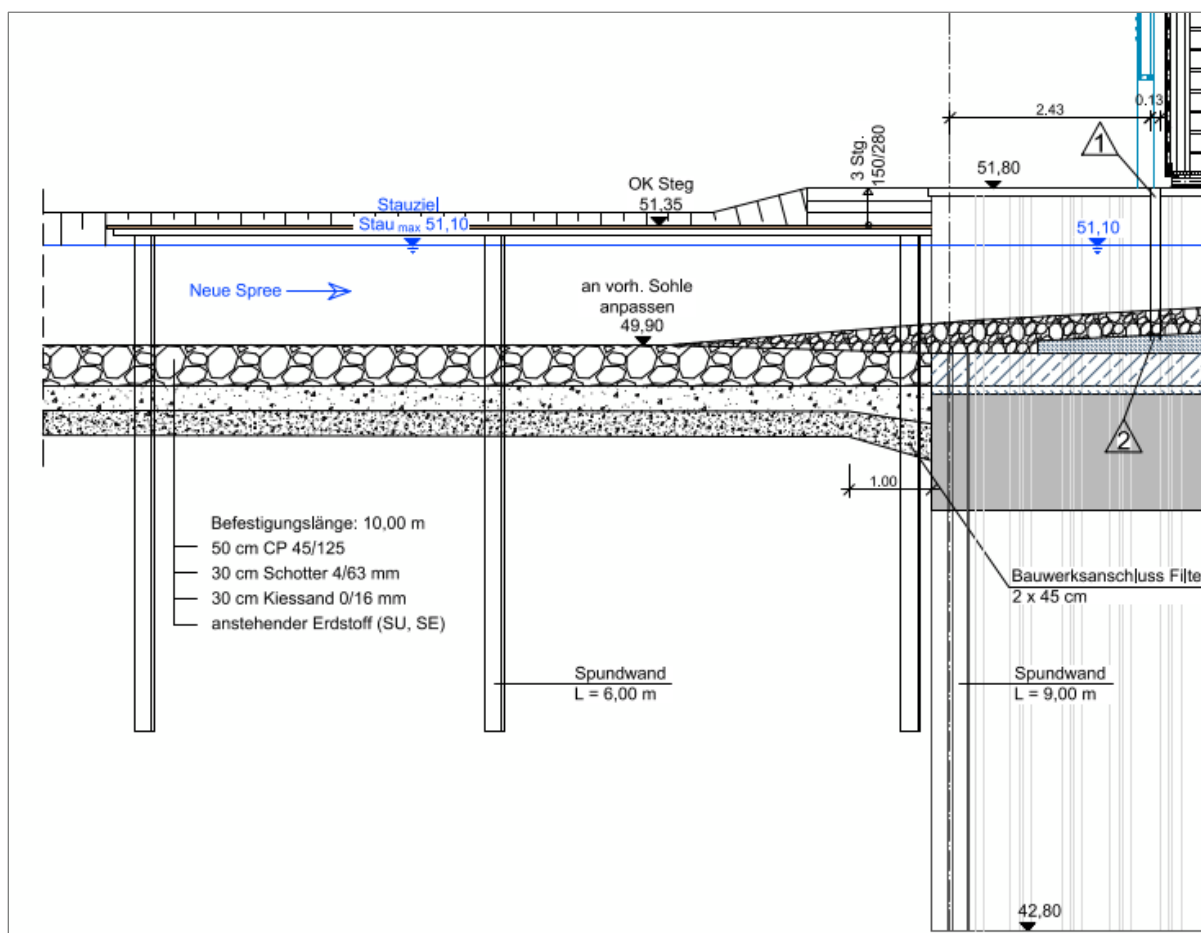 0.13
2.43
1
3 Stg.
150/280
51,80
OK Steg
51,35
Stauziel
Stau max 51,10
51,10
Neue Spree
an vorh. Sohle
anpassen
49,90
2
1.00
Befestigungslänge: 10,00 m
50 cm CP 45/125
30 cm Schotter 4/63 mm
30 cm Kiessand 0/16 mm
anstehender Erdstoff (SU, SE)
Bauwerksanschluss Filte
2 x 45 cm
Spundwand
L = 6,00 m
Spundwand
L = 9,00 m
42,80